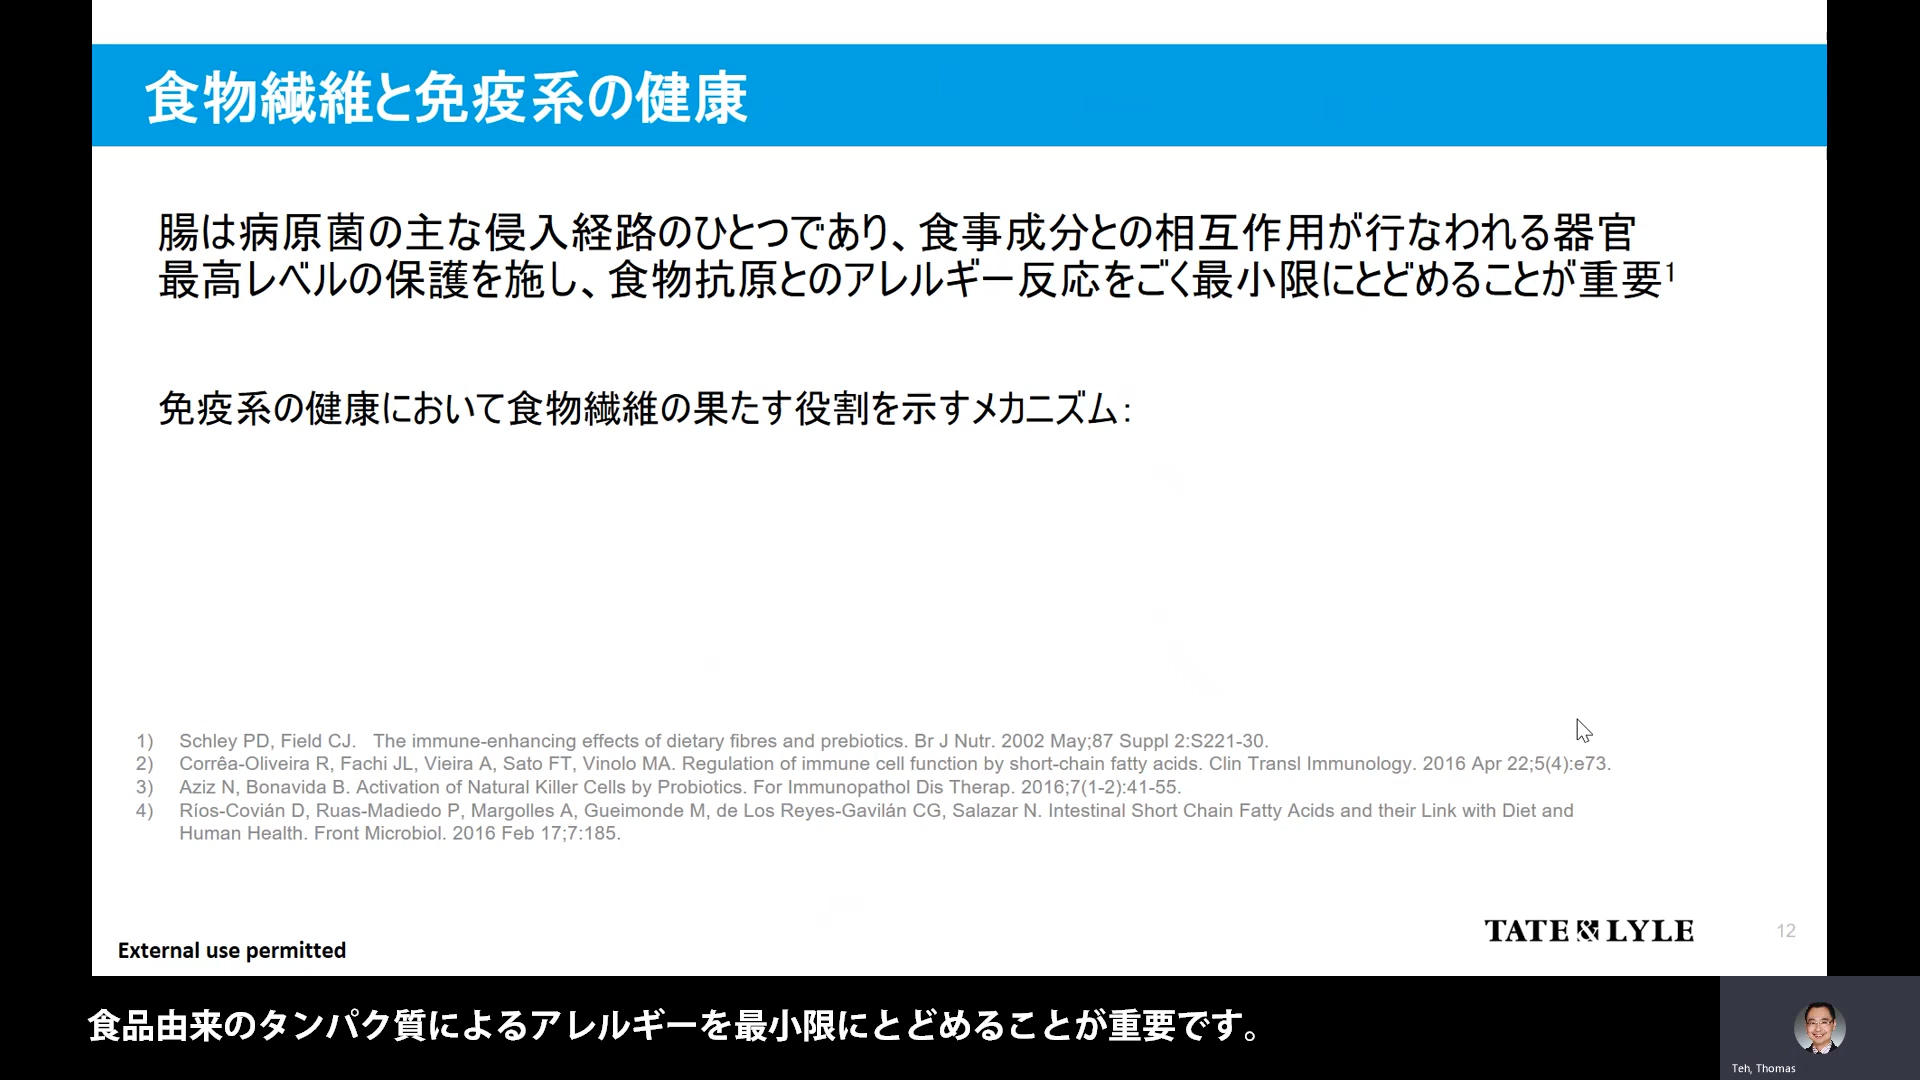 食物繊維と免疫系の健康
腸は病原菌の主な侵入経路のひとつであり、食事成分との相互作用が行なわれる器官
最高レベルの保護を施し、食物抗原とのアレルギー反応をごく最小限にとどめることが重要1
免疫系の健康において食物繊維の果たす役割を示すメカニズム：
1) Schley PD, Field CJ. The immune-enhancing effects of dietary fibres and prebiotics. Br J Nutr. 2002 May;87 Suppl 2:S221-30.
2) Corrêa-Oliveira R, Fachi JL, Vieira A, Sato FT, Vinolo MA. Regulation of immune cell function by short-chain fatty acids. Clin Transl Immunology. 2016 Apr 22;5(4):e73.
3) Aziz N, Bonavida B. Activation of Natural Killer Cells by Probiotics. For Immunopathol Dis Therap. 2016;7(1-2):41-55.
4) Ríos-Covián D, Ruas-Madiedo P, Margolles A, Gueimonde M, de Los Reyes-Gavilán CG, Salazar N. Intestinal Short Chain Fatty Acids and their Link with Diet and
Human Health. Front Microbiol. 2016 Feb 17;7:185.
TATE & LYLE
12
External use permitted
食品由来のタンパク質によるアレルギーを最小限にとどめることが重要です。
Teh, Thomas